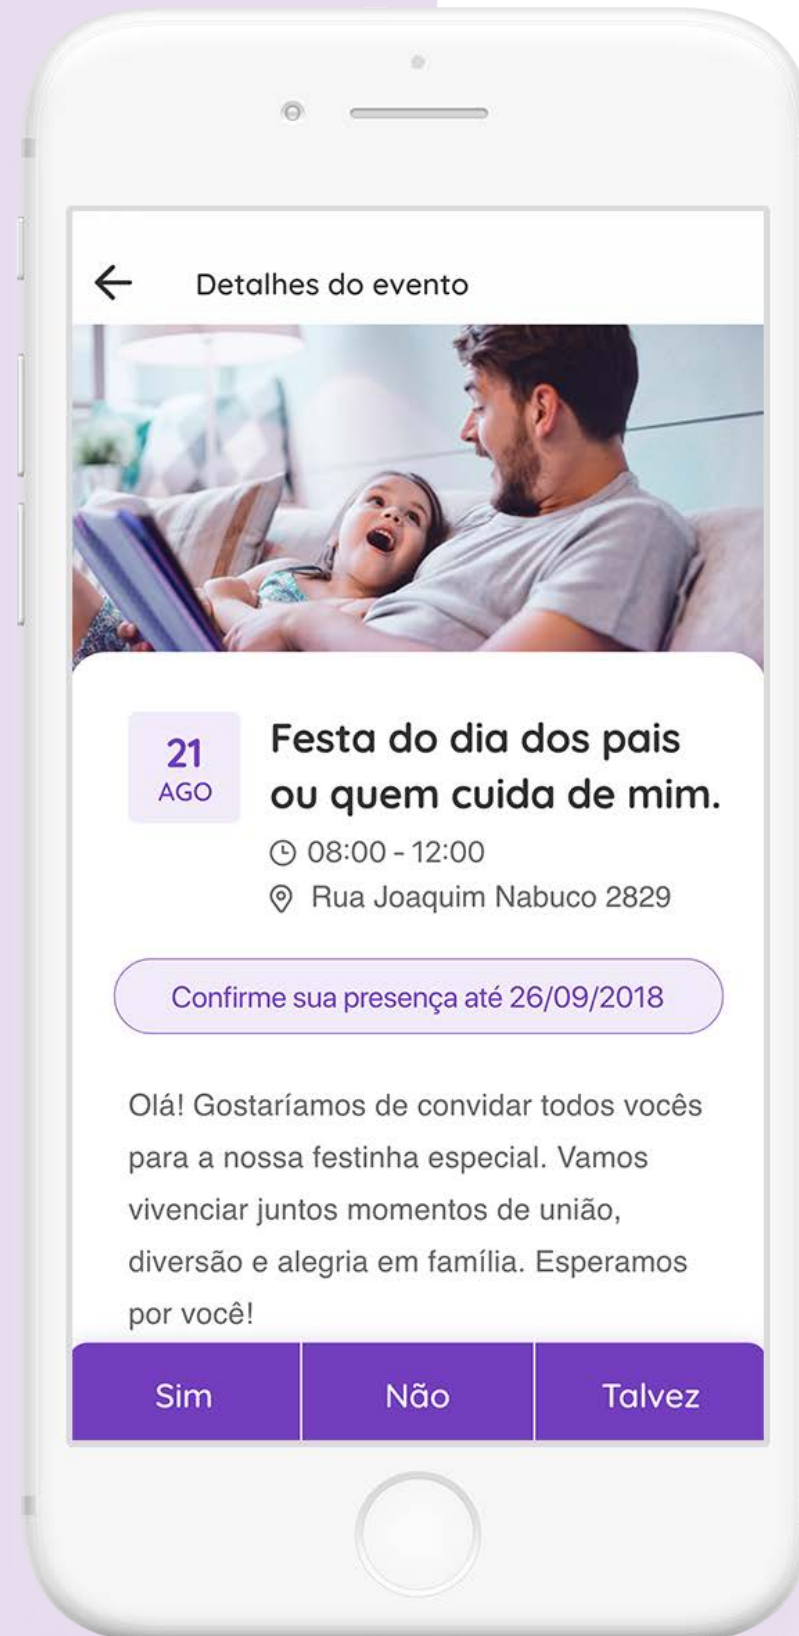 Detalhes do evento
21
AGO
Festa do dia dos pais
ou quem cuida de mim.
08:00 - 12:00
Rua Joaquim Nabuco 2829
Confirme sua presença até 26/09/2018
Olá! Gostaríamos de convidar todos vocês
para a nossa festinha especial. Vamos
vivenciar juntos momentos de união,
diversão e alegria em família. Esperamos
por você!
Sim
Não
Talvez